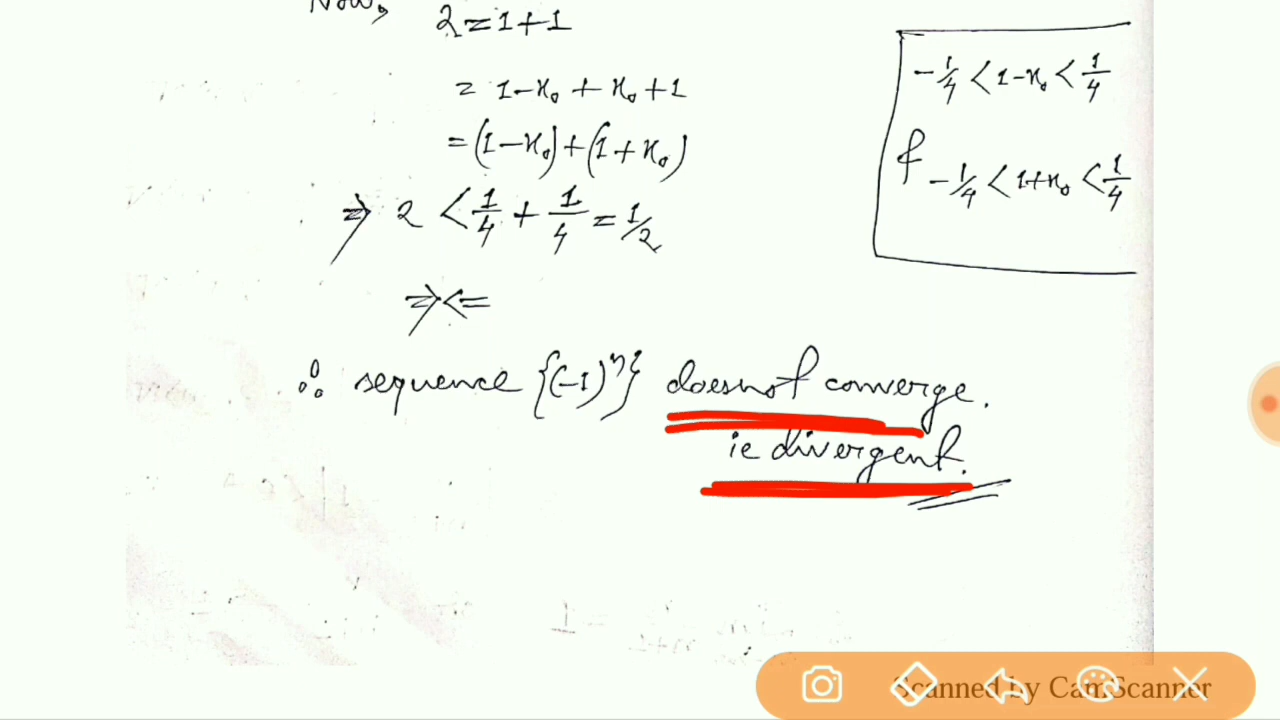 Now,
2 = 1 + 1
= 1 - x₀ + x₀ + 1
= (1 - x₀) + (1 + x₀)
⇒ 2 < 1/4 + 1/4 = 1/2
⇒⇐
∴ sequence {(-1)ⁿ} doesnot converge.
ie divergent.
-1/4 < 1 - x₀ < 1/4
f -1/4 < 1 + x₀ < 1/4
Scanned by CamScanner